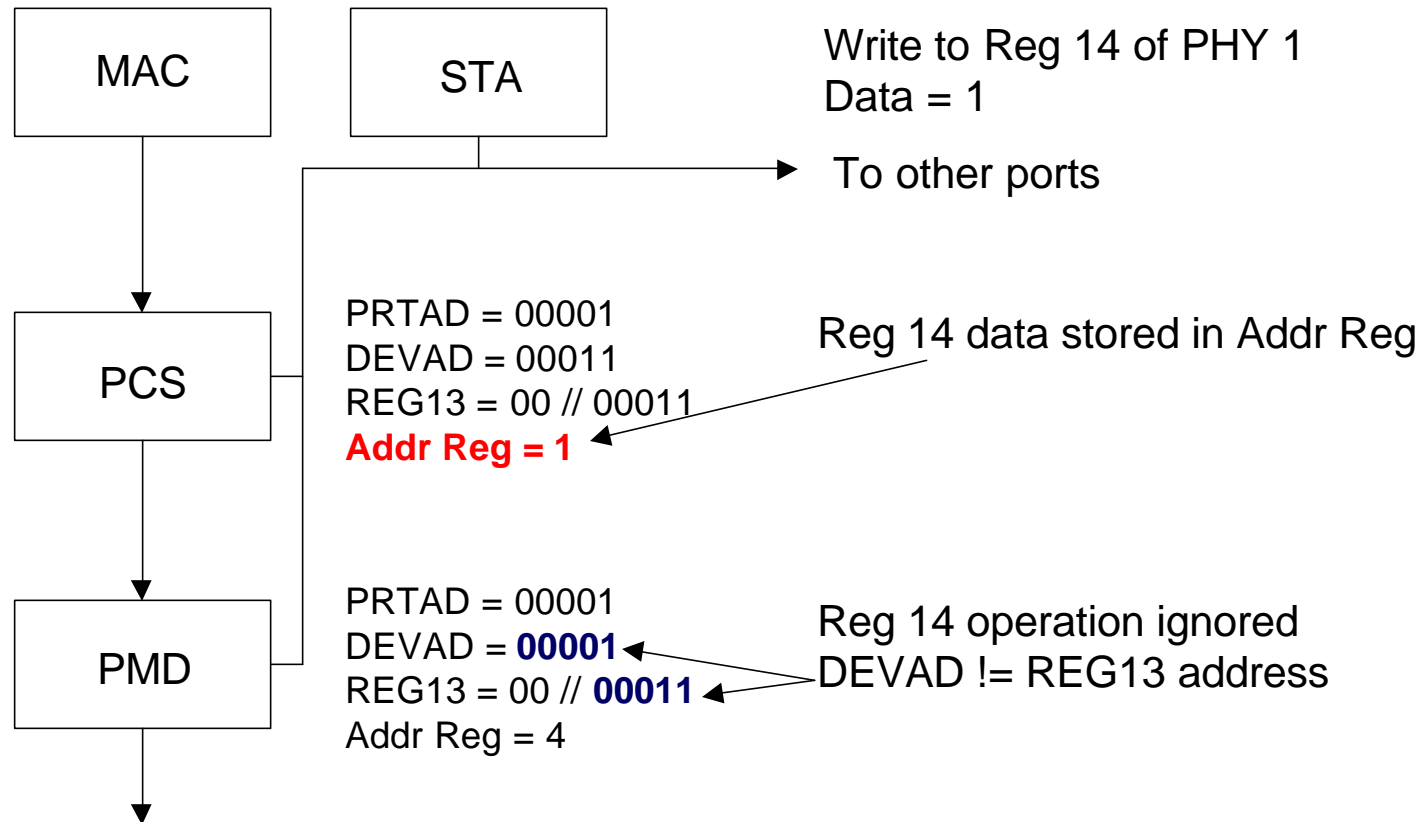 MAC
STA
Write to Reg 14 of PHY 1
Data = 1
To other ports
PCS
PRTAD = 00001
DEVAD = 00011
REG13 = 00 // 00011
Addr Reg = 1
Reg 14 data stored in Addr Reg
PMD
PRTAD = 00001
DEVAD = 00001
REG13 = 00 // 00011
Addr Reg = 4
Reg 14 operation ignored
DEVAD != REG13 address